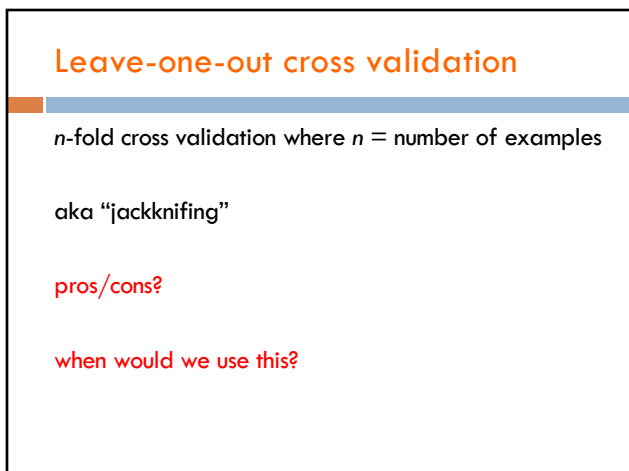 Leave-one-out cross validation
n-fold cross validation where n = number of examples
aka “jackknifing”
pros/cons?
when would we use this?